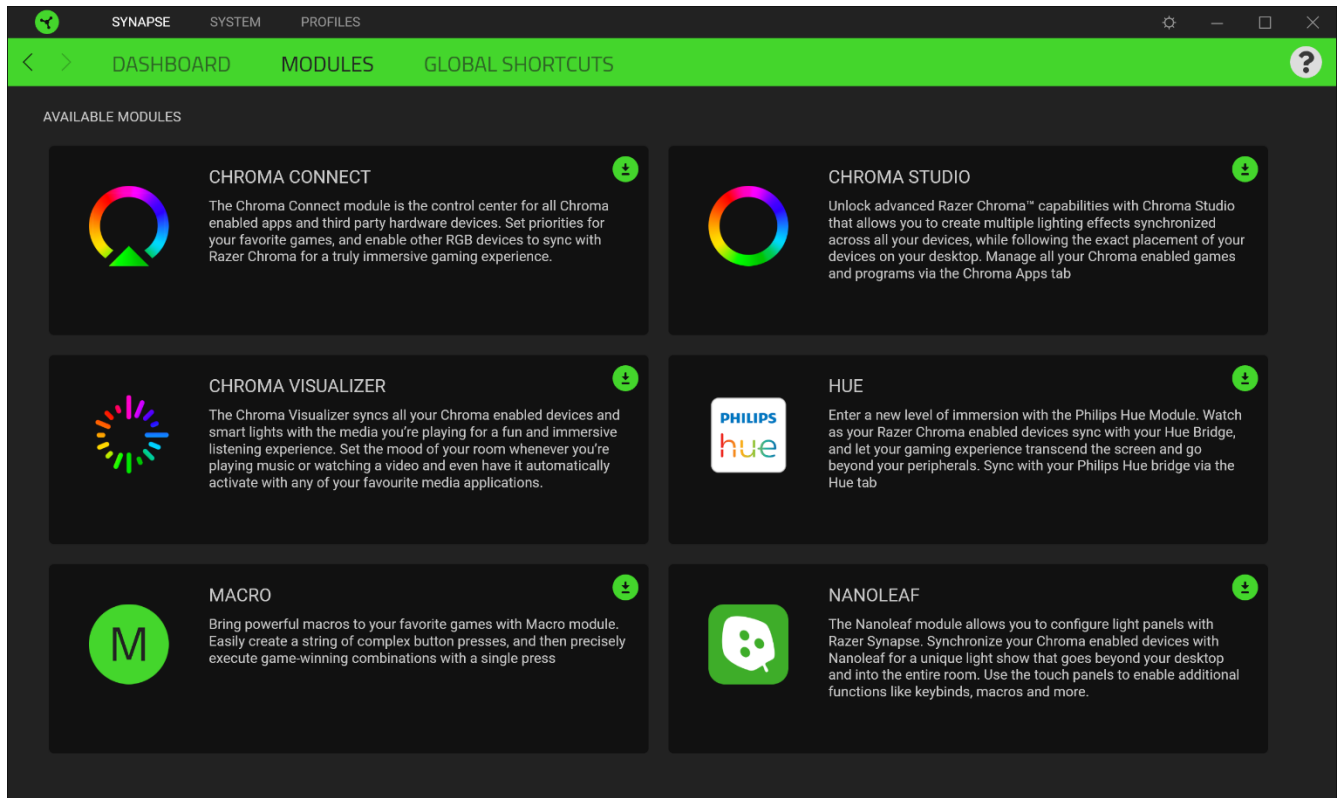 SYNAPSE SYSTEM PROFILES
DASHBOARD MODULES GLOBAL SHORTCUTS ?
AVAILABLE MODULES
CHROMA CONNECT
The Chroma Connect module is the control center for all Chroma
enabled apps and third party hardware devices. Set priorities for
your favorite games, and enable other RGB devices to sync with
Razer Chroma for a truly immersive gaming experience.
CHROMA STUDIO
Unlock advanced Razer Chroma™ capabilities with Chroma Studio
that allows you to create multiple lighting effects synchronized
across all your devices, while following the exact placement of your
devices on your desktop. Manage all your Chroma enabled games
and programs via the Chroma Apps tab
CHROMA VISUALIZER
The Chroma Visualizer syncs all your Chroma enabled devices and
smart lights with the media you're playing for a fun and immersive
listening experience. Set the mood of your room whenever you're
playing music or watching a video and even have it automatically
activate with any of your favourite media applications.
PHILIPS
hue
HUE
Enter a new level of immersion with the Philips Hue Module. Watch
as your Razer Chroma enabled devices sync with your Hue Bridge,
and let your gaming experience transcend the screen and go
beyond your peripherals. Sync with your Philips Hue bridge via the
Hue tab
M
MACRO
Bring powerful macros to your favorite games with Macro module.
Easily create a string of complex button presses, and then precisely
execute game-winning combinations with a single press
NANOLEAF
The Nanoleaf module allows you to configure light panels with
Razer Synapse. Synchronize your Chroma enabled devices with
Nanoleaf for a unique light show that goes beyond your desktop
and into the entire room. Use the touch panels to enable additional
functions like keybinds, macros and more.